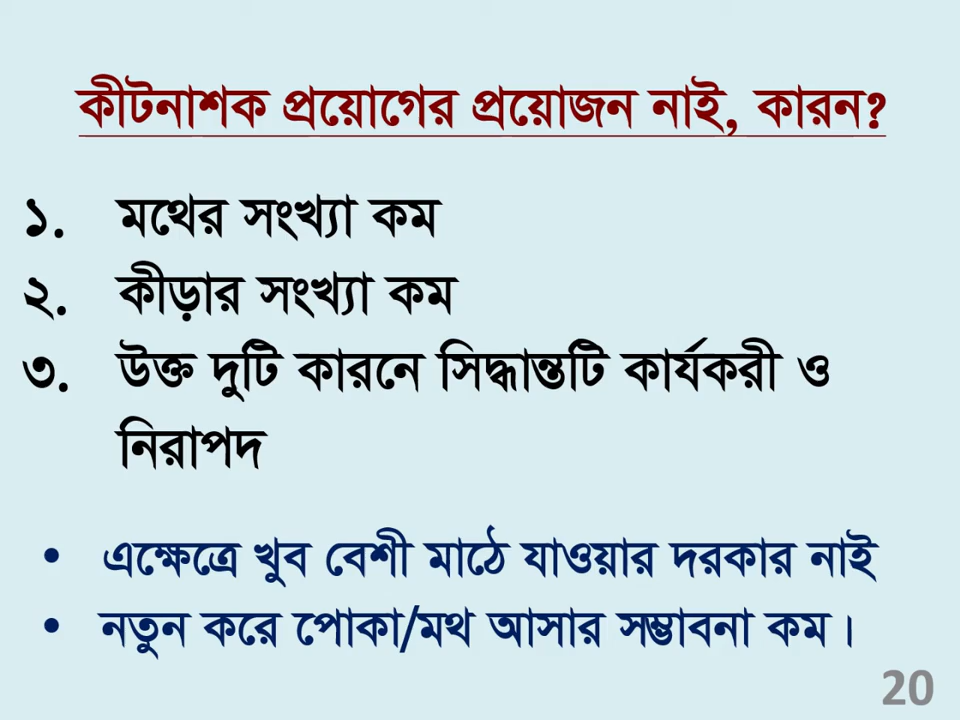 কীটনাশক প্রয়োগের প্রয়োজন নাই, কারন?
১. মথের সংখ্যা কম
২. কীড়ার সংখ্যা কম
৩. উক্ত দুটি কারনে সিদ্ধান্তটি কার্যকরী ও
নিরাপদ
• এক্ষেত্রে খুব বেশী মাঠে যাওয়ার দরকার নাই
• নতুন করে পোকা/মথ আসার সম্ভাবনা কম।
20